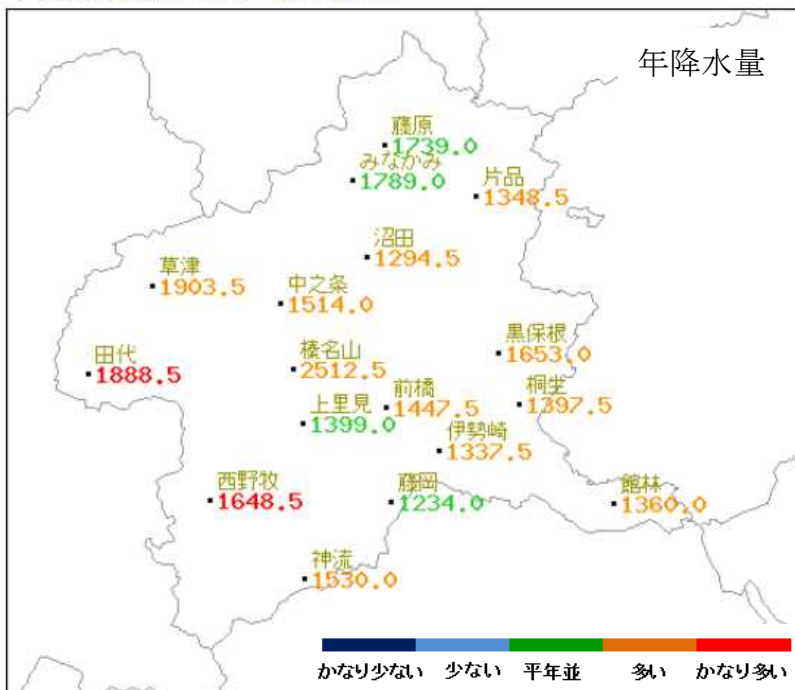 年降水量
藤原
1739.0
みなかみ
1789.0
片品
1348.5
沼田
1294.5
草津
1903.5
中之条
1514.0
黒保根
1653.0
田代
1888.5
榛名山
2512.5
桐生
1397.5
前橋
1447.5
上里見
1399.0
伊勢崎
1337.5
西野牧
1648.5
藤岡
1234.0
館林
1360.0
神流
1530.0
かなり少ない 少ない 平年並 多い かなり多い